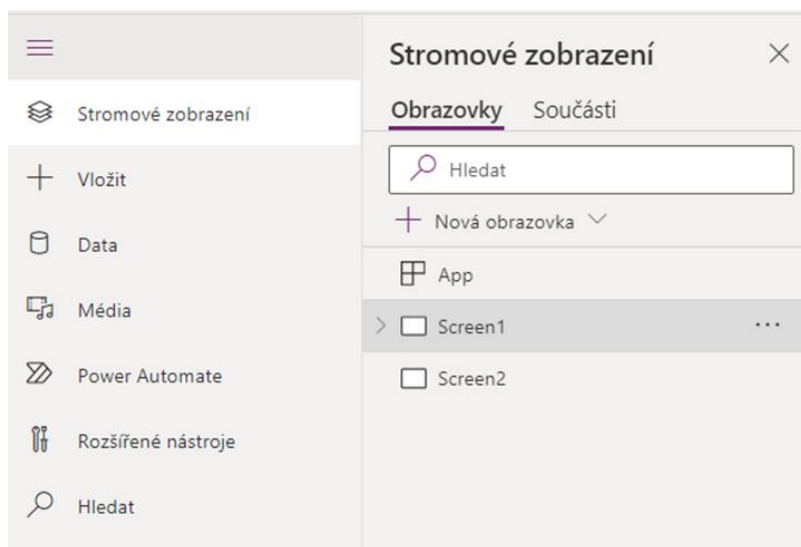 Stromové zobrazení
Vložit
Data
Média
Power Automate
Rozšířené nástroje
Hledat
Stromové zobrazení
Obrazovky Součásti
Hledat
Nová obrazovka
App
Screen1
Screen2